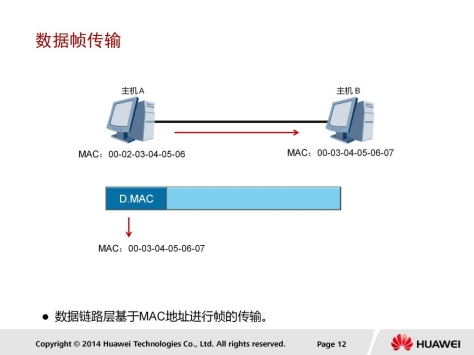 数据帧传输
主机 A
主机 B
MAC：00-02-03-04-05-06
MAC：00-03-04-05-06-07
D.MAC
MAC：00-03-04-05-06-07
● 数据链路层基于MAC地址进行帧的传输。
Copyright © 2014 Huawei Technologies Co., Ltd. All rights reserved.
Page 12
HUAWEI